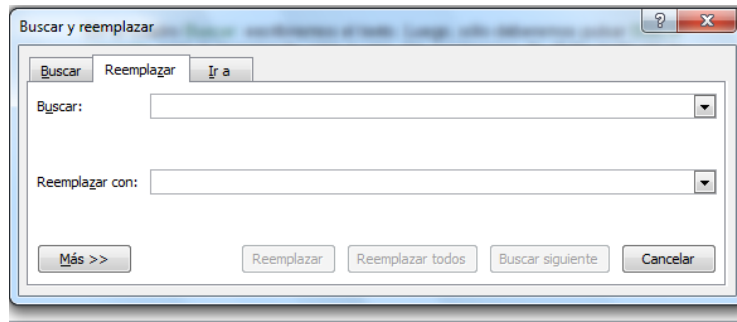 Buscar y reemplazar
Buscar Reemplazar Ir a
Buscar:
Reemplazar con:
Más >> Reemplazar Reemplazar todos Buscar siguiente Cancelar